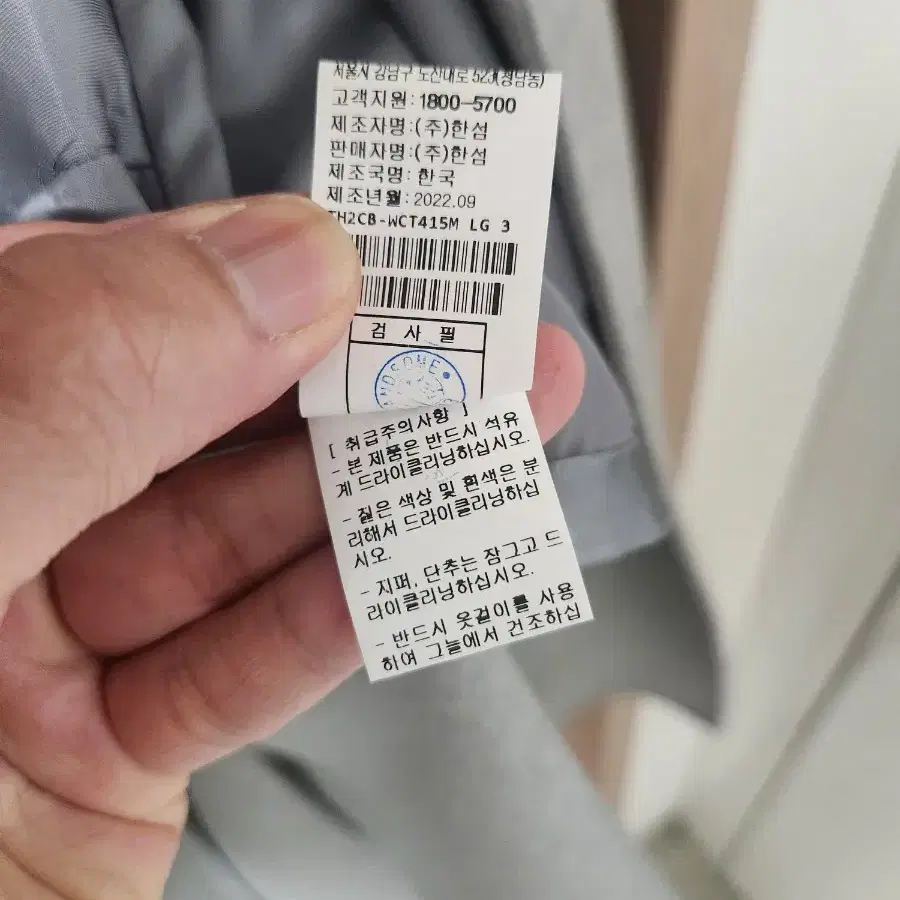 서울시 강남구 도산대로 523(청담동)
고객지원: 1800-5700
제조자명:(주)한섬
판매자명:(주)한섬
제조국명: 한국
제조년월: 2022.09
TH2CB-WCT415M LG 3
검 사 필
[ 취급주의사항 ]
- 본 제품은 반드시 석유
계 드라이클리닝하십시오.
- 짙은 색상 및 흰색은 분
리해서 드라이클리닝하십
시오.
- 지퍼, 단추는 잠그고 드
라이클리닝하십시오.
- 반드시 옷걸이를 사용
하여 그늘에서 건조하십